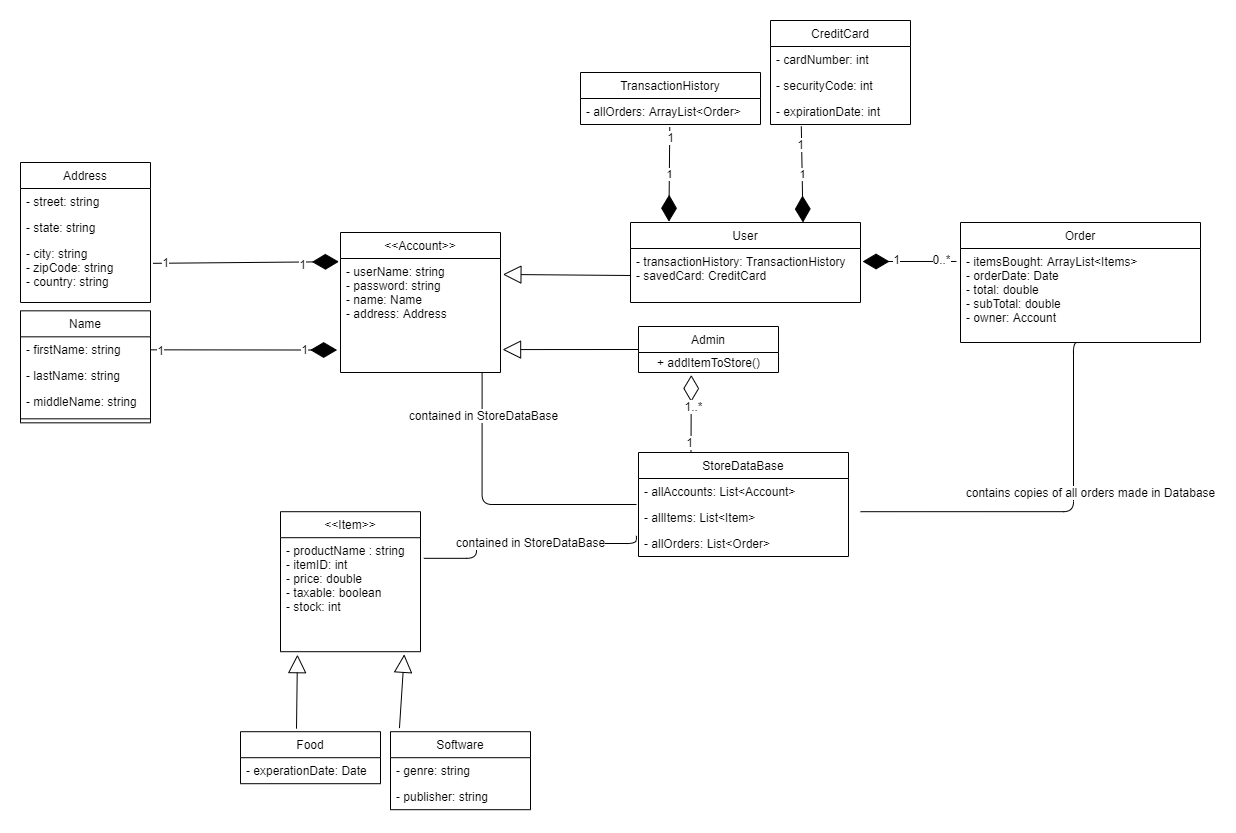 CreditCard
- cardNumber: int
- securityCode: int
- expirationDate: int
TransactionHistory
- allOrders: ArrayList<Order>
1
1
1
1
Address
- street: string
- state: string
- city: string
- zipCode: string
- country: string
1
1
<<Account>>
- userName: string
- password: string
- name: Name
- address: Address
User
- transactionHistory: TransactionHistory
- savedCard: CreditCard
1
0..*
Order
- itemsBought: ArrayList<Items>
- orderDate: Date
- total: double
- subTotal: double
- owner: Account
Name
- firstName: string
- lastName: string
- middleName: string
1
1
Admin
+ addItemToStore()
1..*
1
contained in StoreDataBase
StoreDataBase
- allAccounts: List<Account>
- allItems: List<Item>
- allOrders: List<Order>
contains copies of all orders made in Database
<<Item>>
- productName : string
- itemID: int
- price: double
- taxable: boolean
- stock: int
contained in StoreDataBase
Food
- experationDate: Date
Software
- genre: string
- publisher: string